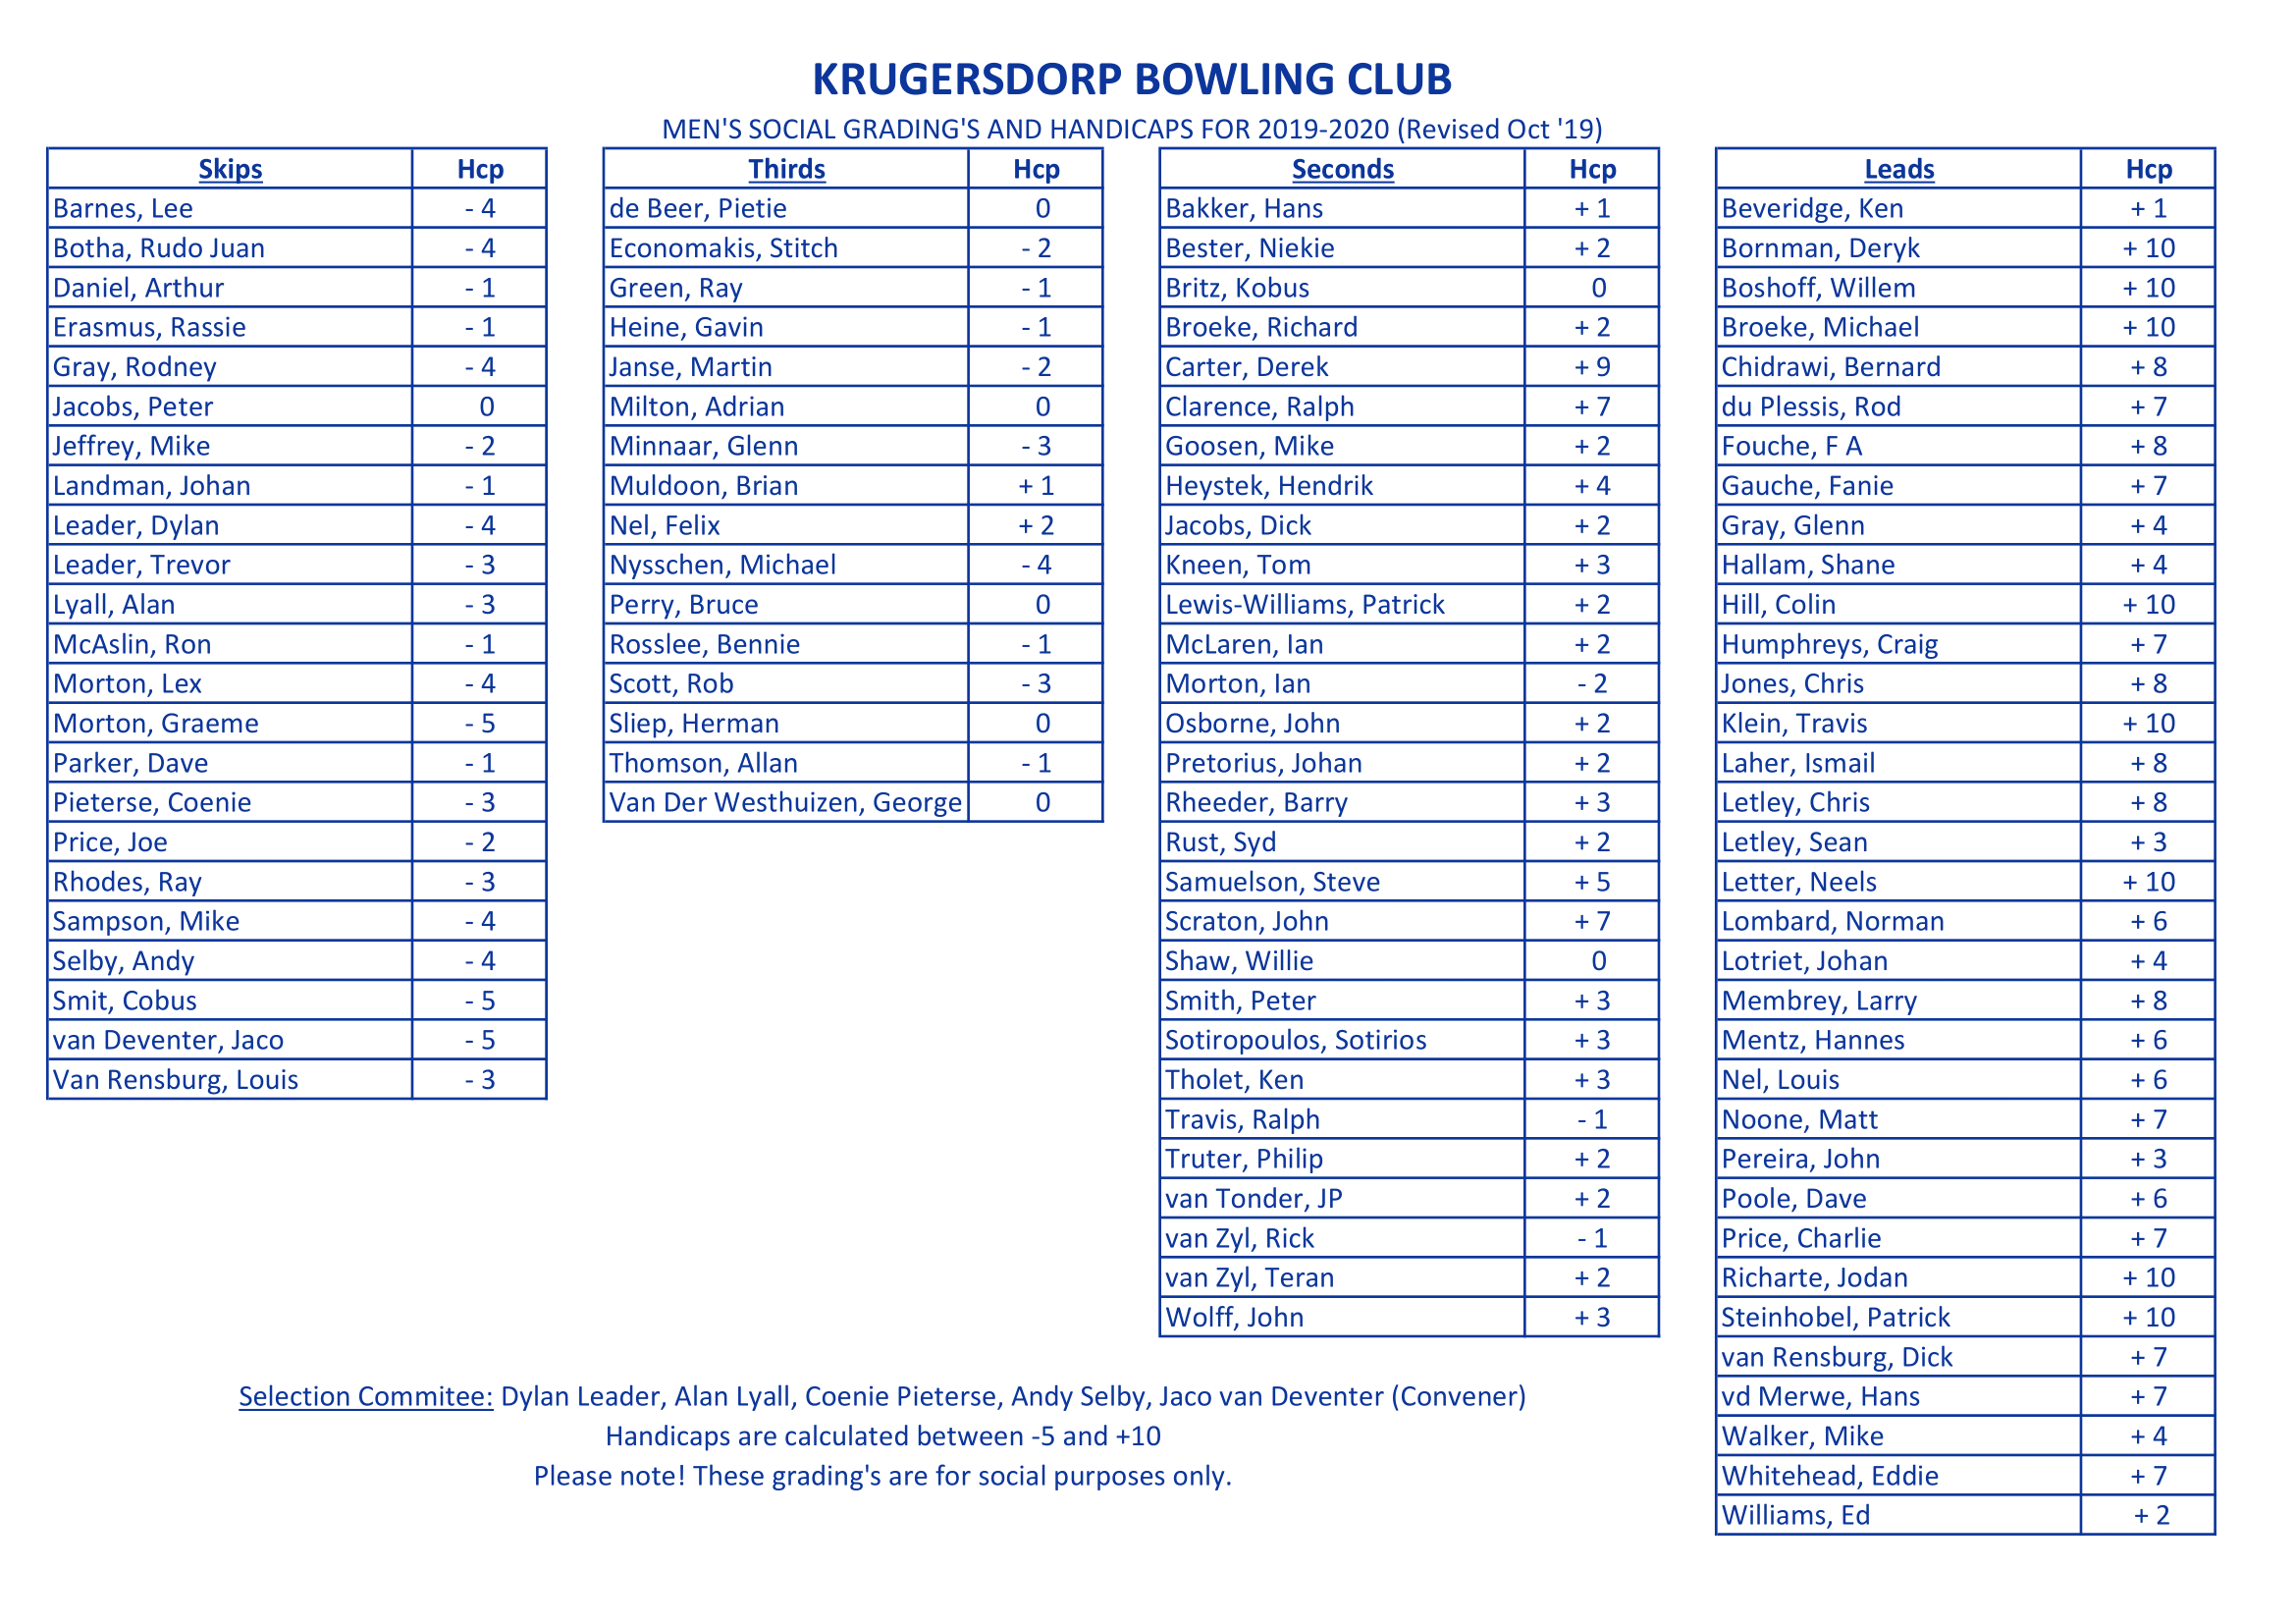 KRUGERSDORP BOWLING CLUB
MEN'S SOCIAL GRADING'S AND HANDICAPS FOR 2019-2020 (Revised Oct '19)
Skips Hcp
Barnes, Lee - 4
Botha, Rudo Juan - 4
Daniel, Arthur - 1
Erasmus, Rassie - 1
Gray, Rodney - 4
Jacobs, Peter 0
Jeffrey, Mike - 2
Landman, Johan - 1
Leader, Dylan - 4
Leader, Trevor - 3
Lyall, Alan - 3
McAslin, Ron - 1
Morton, Lex - 4
Morton, Graeme - 5
Parker, Dave - 1
Pieterse, Coenie - 3
Price, Joe - 2
Rhodes, Ray - 3
Sampson, Mike - 4
Selby, Andy - 4
Smit, Cobus - 5
van Deventer, Jaco - 5
Van Rensburg, Louis - 3
Thirds Hcp
de Beer, Pietie 0
Economakis, Stitch - 2
Green, Ray - 1
Heine, Gavin - 1
Janse, Martin - 2
Milton, Adrian 0
Minnaar, Glenn - 3
Muldoon, Brian + 1
Nel, Felix + 2
Nysschen, Michael - 4
Perry, Bruce 0
Rosslee, Bennie - 1
Scott, Rob - 3
Sliep, Herman 0
Thomson, Allan - 1
Van Der Westhuizen, George 0
Seconds Hcp
Bakker, Hans + 1
Bester, Niekie + 2
Britz, Kobus 0
Broeke, Richard + 2
Carter, Derek + 9
Clarence, Ralph + 7
Goosen, Mike + 2
Heystek, Hendrik + 4
Jacobs, Dick + 2
Kneen, Tom + 3
Lewis-Williams, Patrick + 2
McLaren, Ian + 2
Morton, Ian - 2
Osborne, John + 2
Pretorius, Johan + 2
Rheeder, Barry + 3
Rust, Syd + 2
Samuelson, Steve + 5
Scraton, John + 7
Shaw, Willie 0
Smith, Peter + 3
Sotiropoulos, Sotirios + 3
Tholet, Ken + 3
Travis, Ralph - 1
Truter, Philip + 2
van Tonder, JP + 2
van Zyl, Rick - 1
van Zyl, Teran + 2
Wolff, John + 3
Leads Hcp
Beveridge, Ken + 1
Bornman, Deryk + 10
Boshoff, Willem + 10
Broeke, Michael + 10
Chidrawi, Bernard + 8
du Plessis, Rod + 7
Fouche, F A + 8
Gauche, Fanie + 7
Gray, Glenn + 4
Hallam, Shane + 4
Hill, Colin + 10
Humphreys, Craig + 7
Jones, Chris + 8
Klein, Travis + 10
Laher, Ismail + 8
Letley, Chris + 8
Letley, Sean + 3
Letter, Neels + 10
Lombard, Norman + 6
Lotriet, Johan + 4
Membrey, Larry + 8
Mentz, Hannes + 6
Nel, Louis + 6
Noone, Matt + 7
Pereira, John + 3
Poole, Dave + 6
Price, Charlie + 7
Richarte, Jodan + 10
Steinhobel, Patrick + 10
van Rensburg, Dick + 7
vd Merwe, Hans + 7
Walker, Mike + 4
Whitehead, Eddie + 7
Williams, Ed + 2
Selection Commitee: Dylan Leader, Alan Lyall, Coenie Pieterse, Andy Selby, Jaco van Deventer (Convener)
Handicaps are calculated between -5 and +10
Please note! These grading's are for social purposes only.